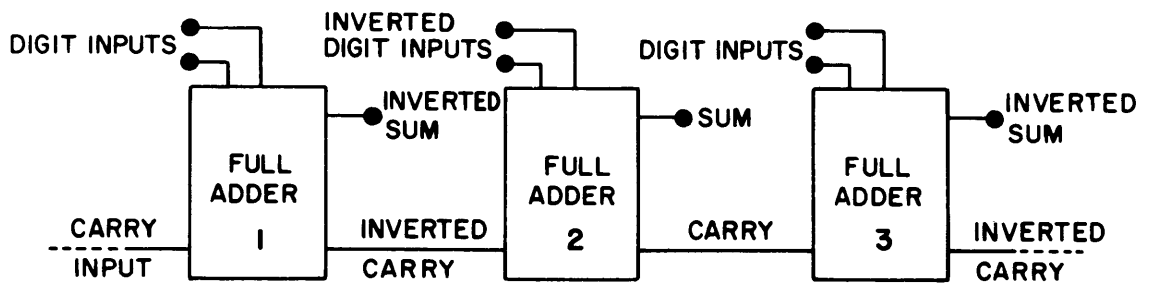 DIGIT INPUTS
INVERTED
DIGIT INPUTS
DIGIT INPUTS
INVERTED
SUM
SUM
INVERTED
SUM
FULL
ADDER
1
FULL
ADDER
2
FULL
ADDER
3
CARRY
INPUT
INVERTED
CARRY
CARRY
INVERTED
CARRY